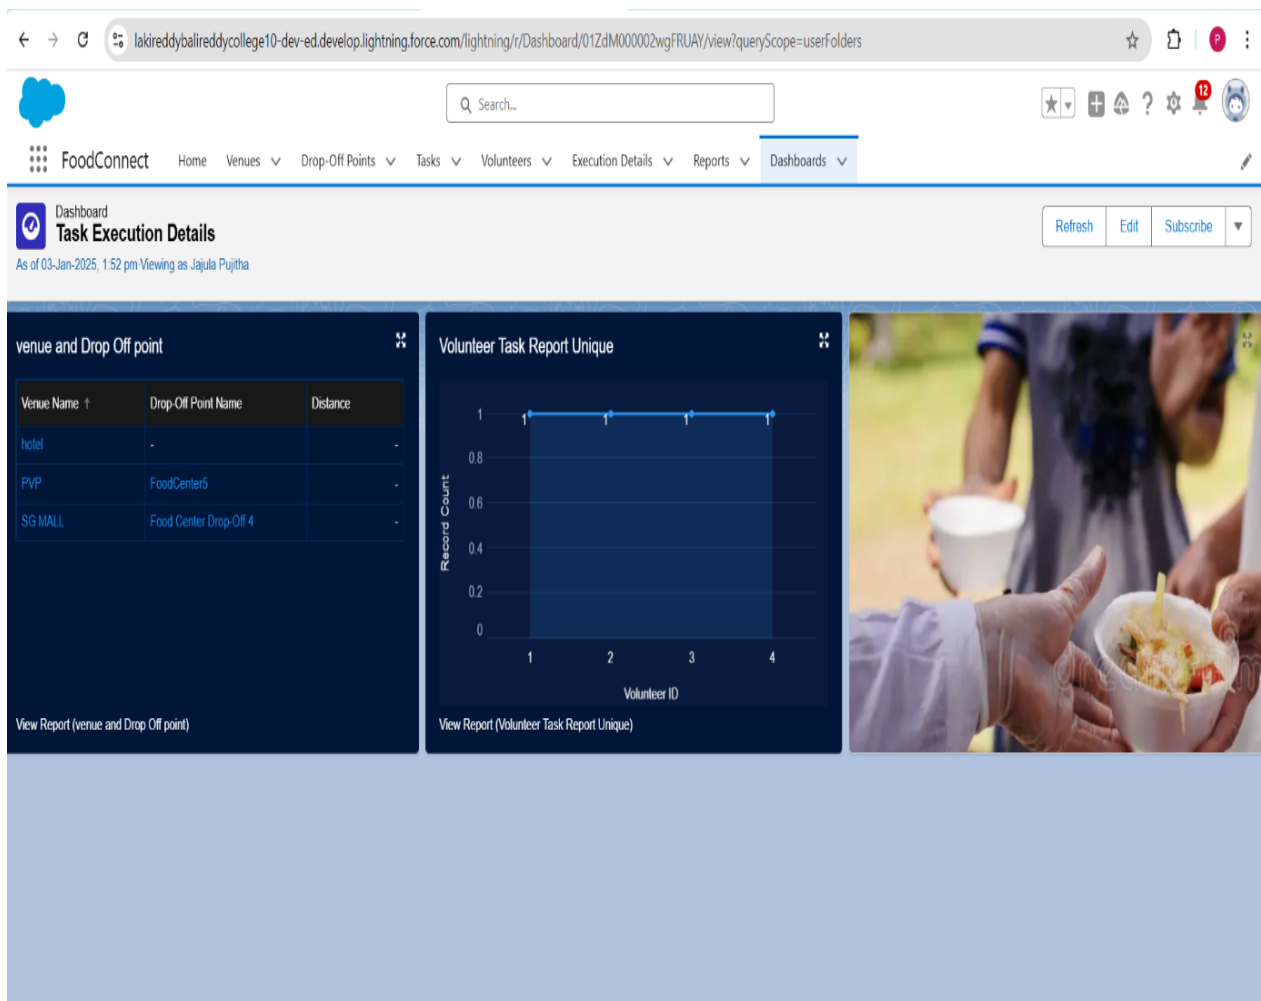 lakireddybalireddycollege10-dev-ed.develop.lightning.force.com/lightning/r/Dashboard/01ZdM000002wgFRUAY/view?queryScope=userFolders
P
Search...
12
FoodConnect Home Venues Drop-Off Points Tasks Volunteers Execution Details Reports Dashboards
Dashboard
Task Execution Details
As of 03-Jan-2025, 1:52 pm Viewing as Jajula Pujitha
Refresh Edit Subscribe
venue and Drop Off point
Venue Name ↑ Drop-Off Point Name Distance
hotel - -
PVP FoodCenter5 -
SG MALL Food Center Drop-Off 4 -
View Report (venue and Drop Off point)
Volunteer Task Report Unique
Record Count
1
0.8
0.6
0.4
0.2
0
1 1 1 1
1 2 3 4
Volunteer ID
View Report (Volunteer Task Report Unique)